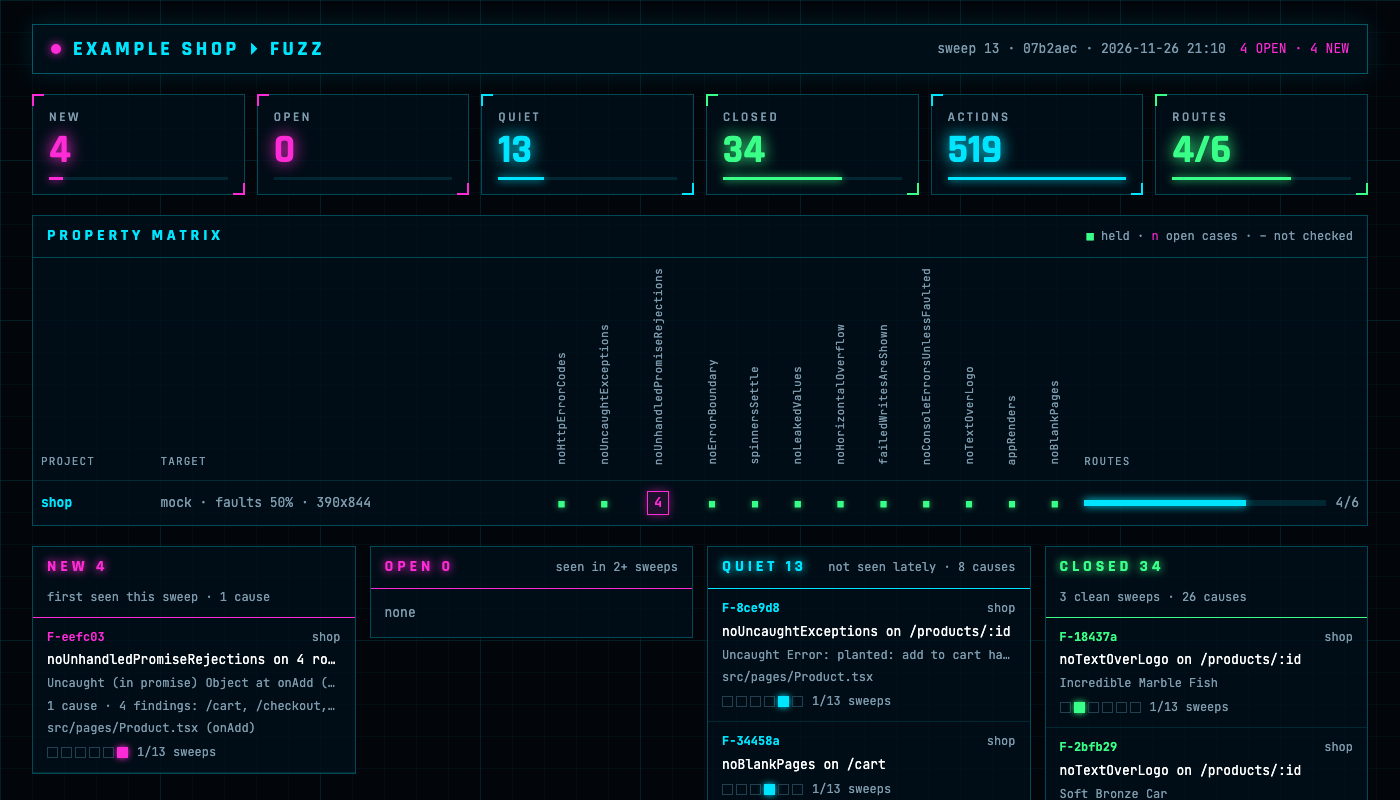 EXAMPLE SHOP FUZZ
sweep 13 · 07b2aec · 2026-11-26 21:10 4 OPEN · 4 NEW
NEW
4
OPEN
0
QUIET
13
CLOSED
34
ACTIONS
519
ROUTES
4/6
PROPERTY MATRIX
held · n open cases · – not checked
PROJECT TARGET noHttpErrorCodes noUncaughtExceptions noUnhandledPromiseRejections noErrorBoundary spinnersSettle noLeakedValues noHorizontalOverflow failedWritesAreShown noConsoleErrorsUnlessFaulted noTextOverLogo appRenders noBlankPages ROUTES
shop mock · faults 50% · 390x844 4 4/6
NEW 4
first seen this sweep · 1 cause
F-eefc03 shop
noUnhandledPromiseRejections on 4 ro…
Uncaught (in promise) Object at onAdd (…
1 cause · 4 findings: /cart, /checkout,…
src/pages/Product.tsx (onAdd)
1/13 sweeps
OPEN 0 seen in 2+ sweeps
none
QUIET 13 not seen lately · 8 causes
F-8ce9d8 shop
noUncaughtExceptions on /products/:id
Uncaught Error: planted: add to cart ha…
src/pages/Product.tsx
1/13 sweeps
F-34458a shop
noBlankPages on /cart
1/13 sweeps
CLOSED 34
3 clean sweeps · 26 causes
F-18437a shop
noTextOverLogo on /products/:id
Incredible Marble Fish
1/13 sweeps
F-2bfb29 shop
noTextOverLogo on /products/:id
Soft Bronze Car